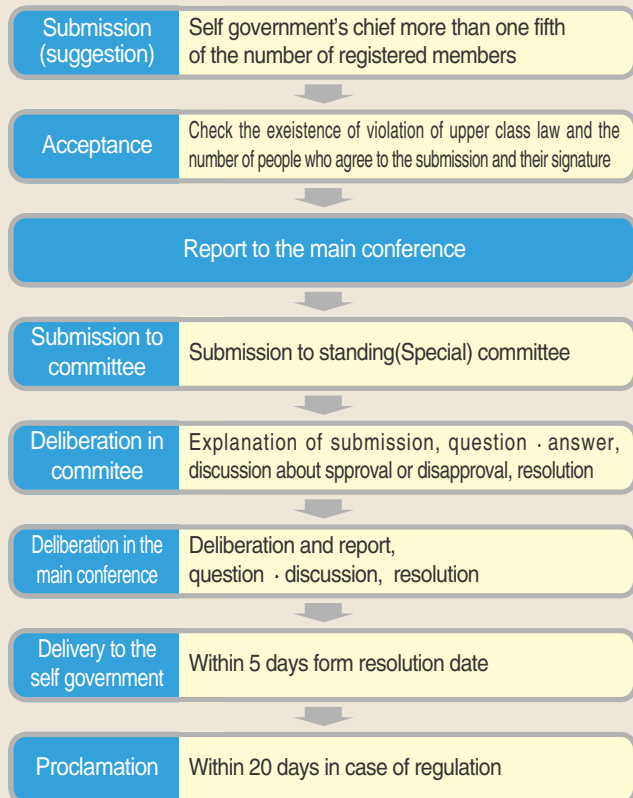 Submission
(suggestion)
Self government's chief more than one fifth
of the number of registered members
Acceptance
Check the exeistence of violation of upper class law and the
number of people who agree to the submission and their signature
Report to the main conference
Submission to
committee
Submission to standing(Special) committee
Deliberation in
commitee
Explanation of submission, question · answer,
discussion about spproval or disapproval, resolution
Deliberation in the
main conference
Deliberation and report,
question · discussion, resolution
Delivery to the
self government
Within 5 days form resolution date
Proclamation
Within 20 days in case of regulation